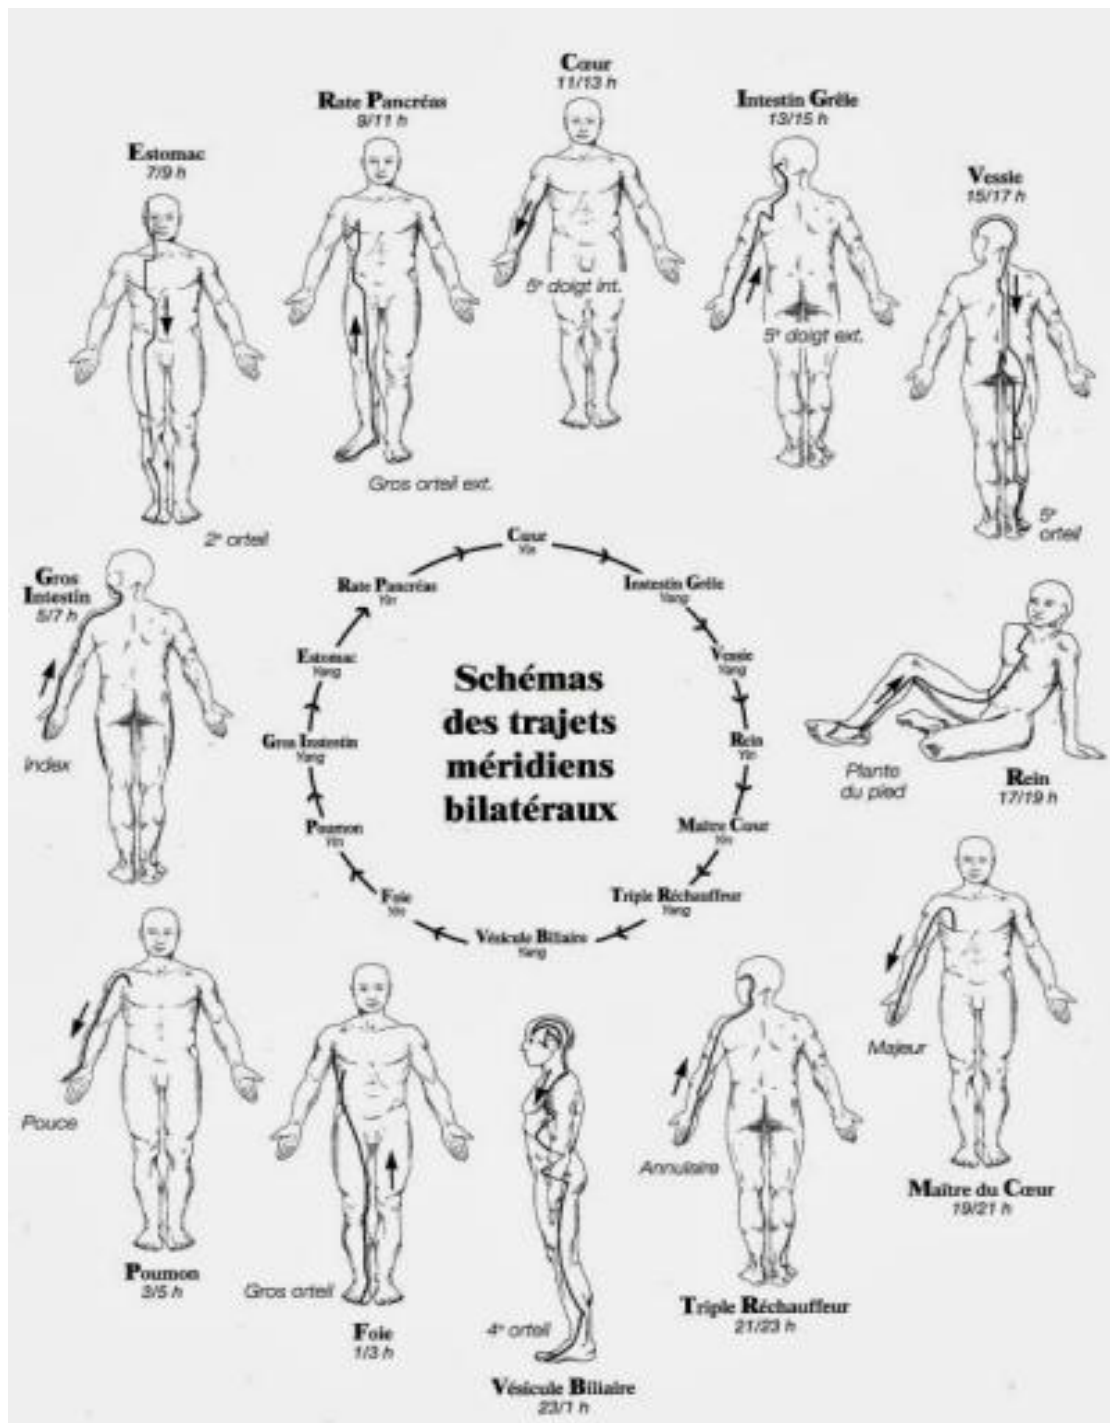 Cœur
11/13 h
Rate Pancréas
9/11 h
Intestin Grêle
13/15 h
Estomac
7/9 h
Vessie
15/17 h
5e doigt int.
5e doigt ext.
Gros orteil ext.
2e orteil
5e
orteil
Gros
Intestin
5/7 h
Index
Cœur
Yin
Rate Pancréas
Yin
Instestin Grêle
Yang
Estomac
Yang
Vessie
Yang
Gros Instestin
Yang
Rein
Yin
Poumon
Yin
Maître Cœur
Yin
Foie
Yin
Triple Réchauffeur
Yang
Vésicule Biliaire
Yang
Schémas
des trajets
méridiens
bilatéraux
Plante
du pied
Rein
17/19 h
Majeur
Maître du Cœur
19/21 h
Pouce
Poumon
3/5 h
Annulaire
Triple Réchauffeur
21/23 h
Gros orteil
Foie
1/3 h
4e orteil
Vésicule Biliaire
23/1 h